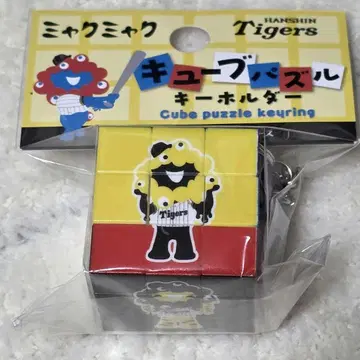 ミャクミャク
HANSHIN
Tigers
キューブパズル
キーホルダー
Cube puzzle keyring
Tigers